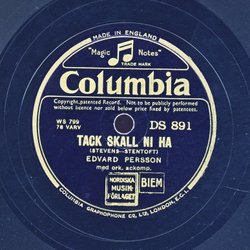 MADE IN ENGLAND
"Magic Notes"
TRADE MARK
Columbia
Copyright, patented Record. Not to be publicly performed
without licence nor sold below price fixed by patentees.
WS 799
78 VARV
DS 891
TACK SKALL NI HA
(STEVENS-STENTOFT)
EDVARD PERSSON
med ork. ackomp.
NORDISKA
MUSIK-
FÖRLAGET
BIEM
COLUMBIA GRAPHOPHONE CO. LTD. LONDON, E.C.1.